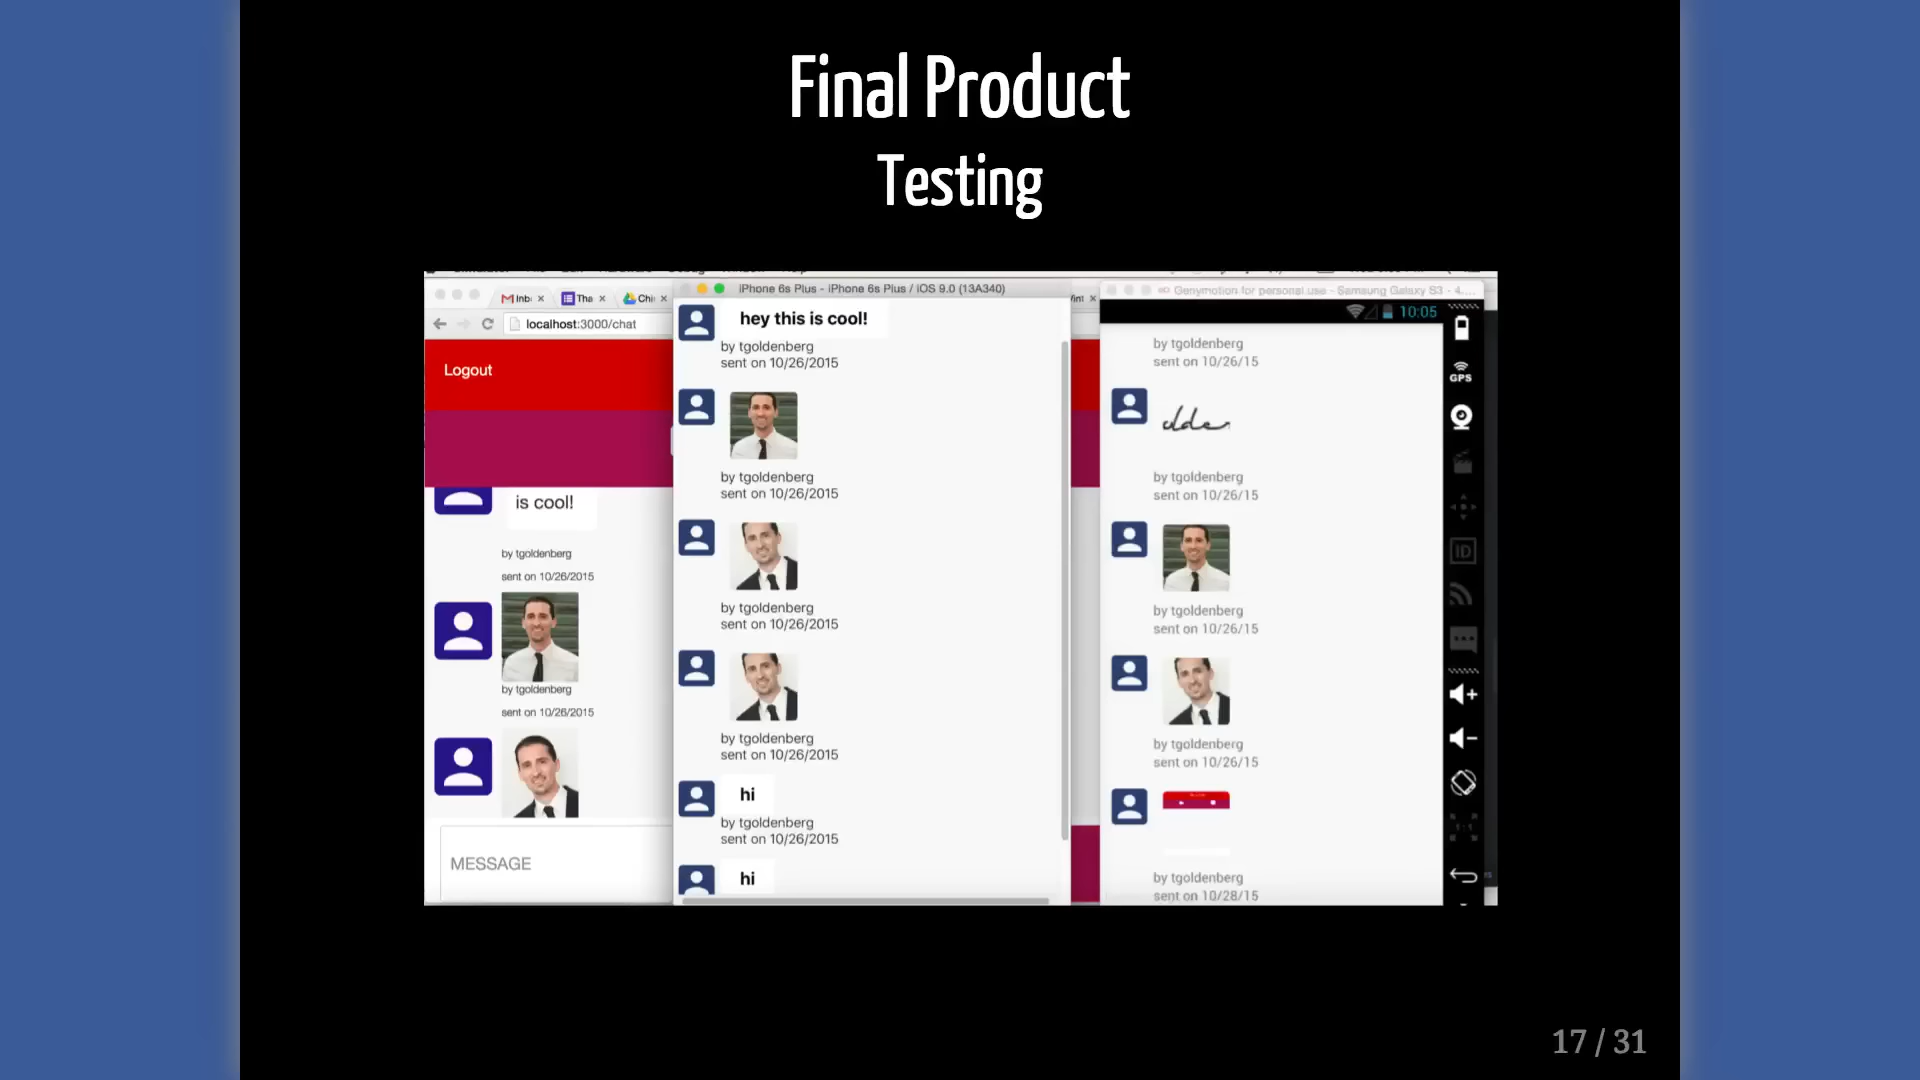 Final Product
Testing
Inb
The
localhost:3000/chat
Logout
is cool!
by tgoldenberg
sent on 10/26/2015
by tgoldenberg
sent on 10/26/2015
MESSAGE
iPhone 6s Plus - iPhone 6s Plus / iOS 9.0 (13A340)
hey this is cool!
by tgoldenberg
sent on 10/26/2015
by tgoldenberg
sent on 10/26/2015
by tgoldenberg
sent on 10/26/2015
by tgoldenberg
sent on 10/26/2015
hi
by tgoldenberg
sent on 10/26/2015
hi
Genymotion for personal use - Samsung Galaxy S3 - 4....
10:05
by tgoldenberg
sent on 10/26/15
by tgoldenberg
sent on 10/26/15
by tgoldenberg
sent on 10/26/15
by tgoldenberg
sent on 10/26/15
by tgoldenberg
sent on 10/28/15
GPS
ID
1:1
17 / 31